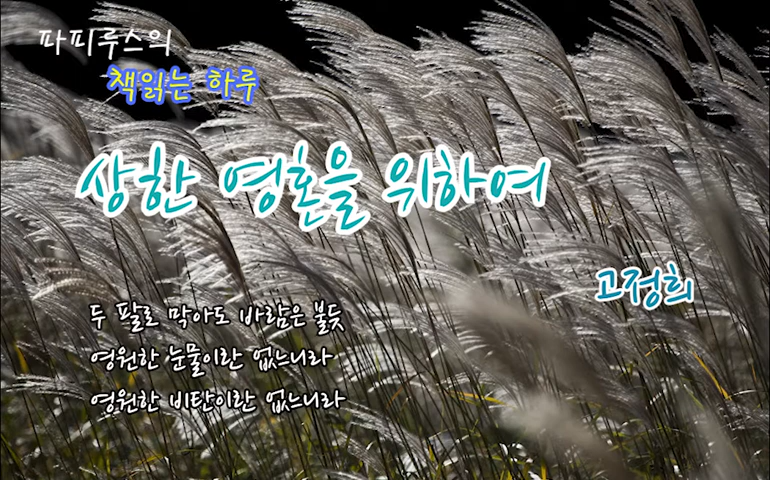 파피루스의
책읽는 하루
상한 영혼을 위하여
고정희
두 팔로 막아도 바람은 불듯
영원한 눈물이란 없느니라
영원한 비탄이란 없느니라